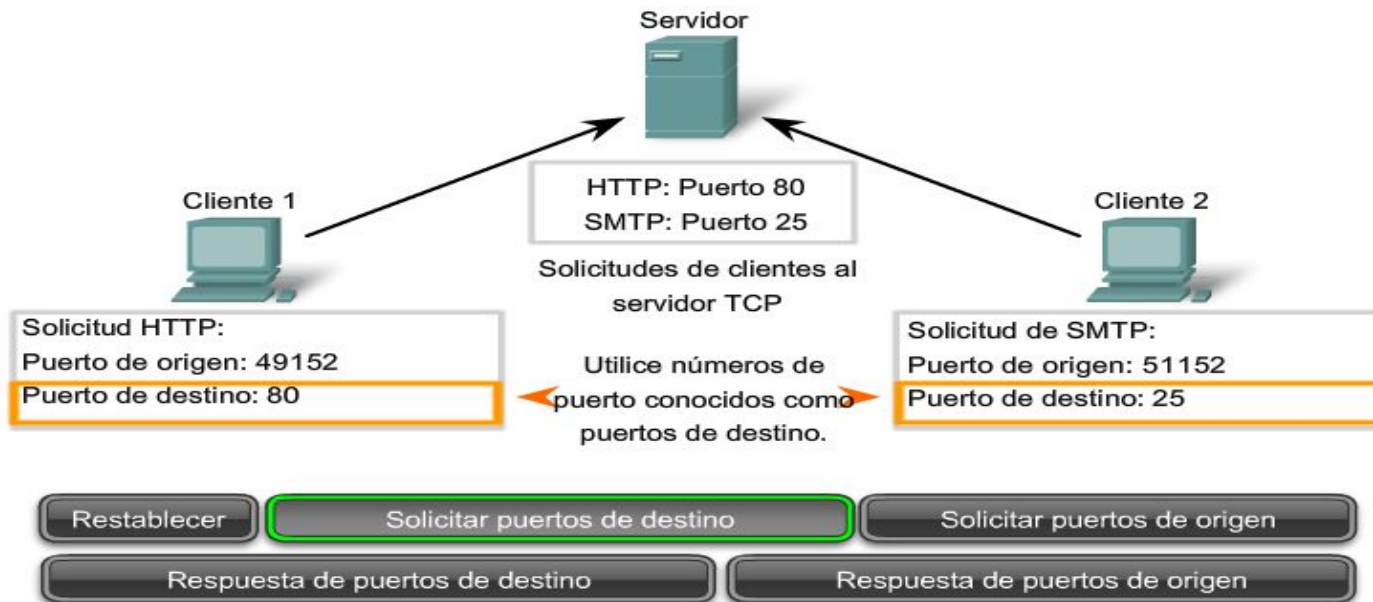 Servidor
HTTP: Puerto 80
SMTP: Puerto 25
Cliente 1
Cliente 2
Solicitudes de clientes al
servidor TCP
Solicitud HTTP:
Puerto de origen: 49152
Puerto de destino: 80
Utilice números de
puerto conocidos como
puertos de destino.
Solicitud de SMTP:
Puerto de origen: 51152
Puerto de destino: 25
Restablecer
Solicitar puertos de destino
Solicitar puertos de origen
Respuesta de puertos de destino
Respuesta de puertos de origen